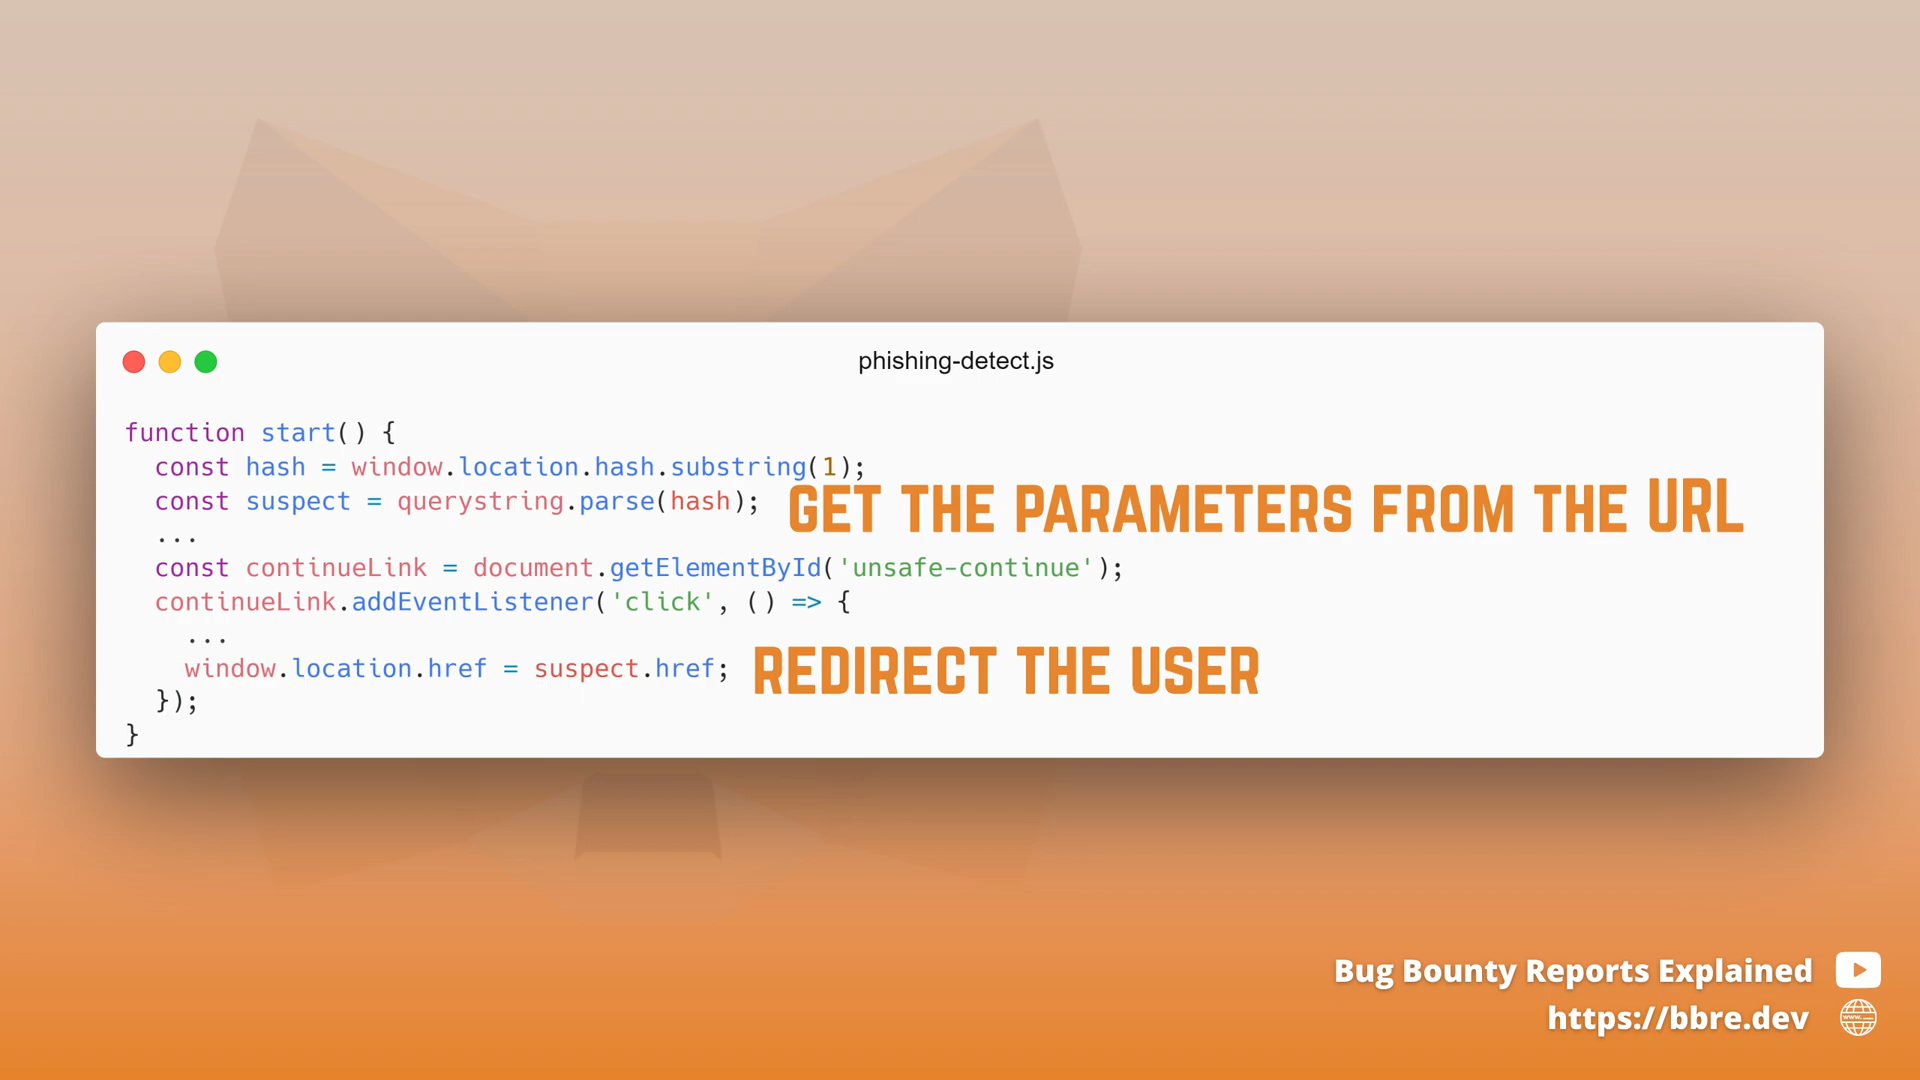 phishing-detect.js
function start() {
const hash = window.location.hash.substring(1);
const suspect = querystring.parse(hash);
GET THE PARAMETERS FROM THE URL
...
const continueLink = document.getElementById('unsafe-continue');
continueLink.addEventListener('click', () => {
...
window.location.href = suspect.href;
REDIRECT THE USER
});
}
Bug Bounty Reports Explained
https://bbre.dev
www.